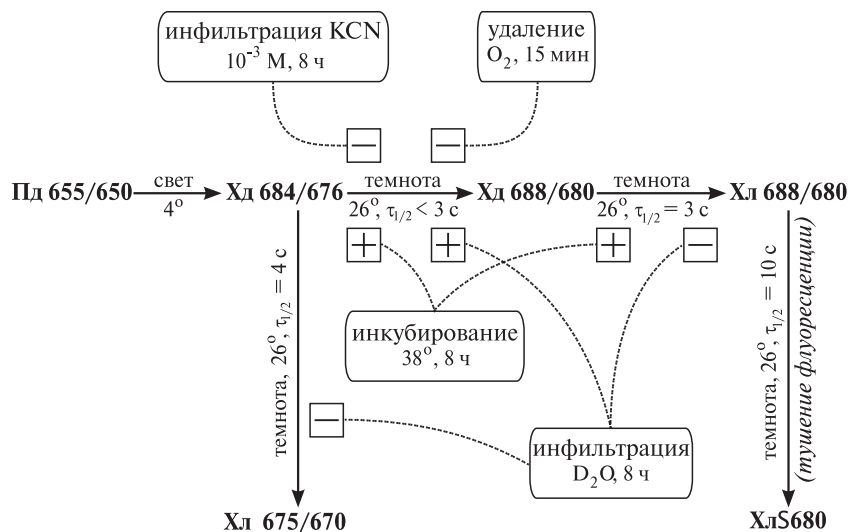 инфильтрация KCN
10⁻³ М, 8 ч
удаление
O₂, 15 мин
−
−
Пд 655/650
свет
4°
Хд 684/676
темнота
26°, τ₁/₂ < 3 с
Хд 688/680
темнота
26°, τ₁/₂ = 3 с
Хл 688/680
+
+
+
−
темнота, 26°, τ₁/₂ = 4 с
инкубирование
38°, 8 ч
темнота, 26°, τ₁/₂ = 10 с
(тушение флуоресценции)
−
инфильтрация
D₂O, 8 ч
Хл 675/670
ХлS680